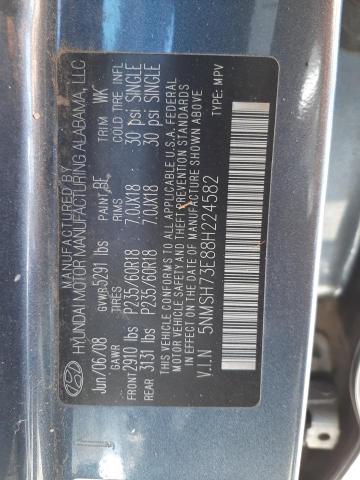 MANUFACTURED BY
HYUNDAI MOTOR MANUFACTURING ALABAMA, LLC
Jun/06/08 GVWR 5291 lbs PAINT BE TRIM WK
GAWR TIRES RIMS COLD TIRE INFL
FRONT 2910 lbs P235/60R18 7.0JX18 30 psi SINGLE
REAR 3131 lbs P235/60R18 7.0JX18 30 psi SINGLE
THIS VEHICLE CONFORMS TO ALL APPLICABLE U.S.A. FEDERAL
MOTOR VEHICLE SAFETY AND THEFT PREVENTION STANDARDS
IN EFFECT ON THE DATE OF MANUFACTURE SHOWN ABOVE.
V.I.N 5NMSH73E88H224582 TYPE: MPV